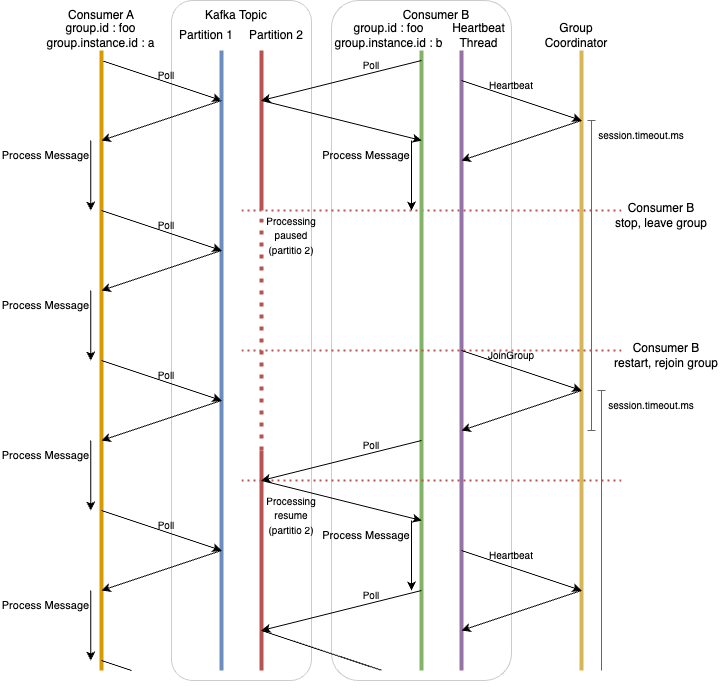 Consumer A
group.id : foo
group.instance.id : a
Kafka Topic
Partition 1
Partition 2
Consumer B
group.id : foo
group.instance.id : b
Heartbeat
Thread
Group
Coordinator
Poll
Poll
Heartbeat
session.timeout.ms
Process Message
Process Message
Consumer B
stop, leave group
Poll
Processing
paused
(partitio 2)
Process Message
Consumer B
restart, rejoin group
JoinGroup
Poll
session.timeout.ms
Poll
Process Message
Processing
resume
(partitio 2)
Poll
Process Message
Heartbeat
Poll
Process Message